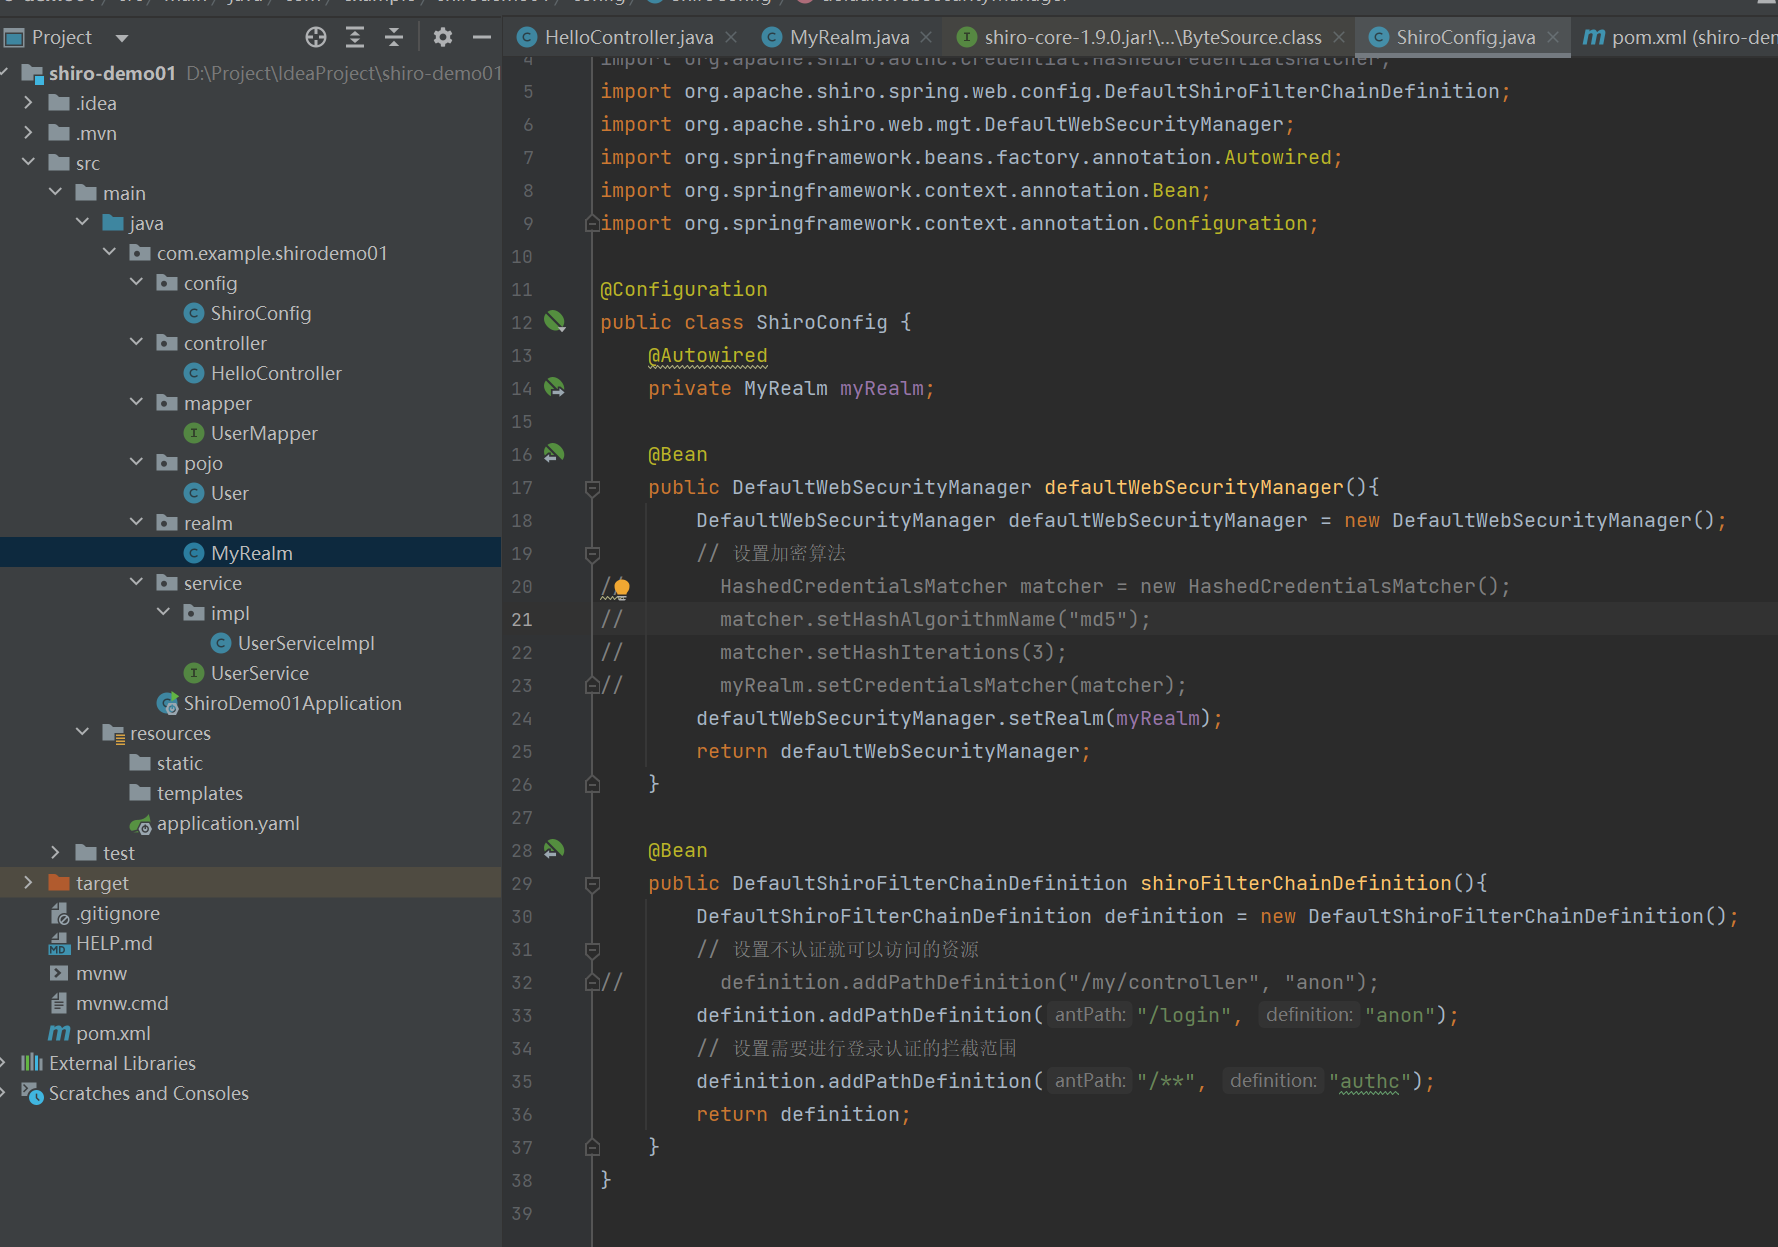 Project
shiro-demo01 D:\Project\IdeaProject\shiro-demo01
.idea
.mvn
src
main
java
com.example.shirodemo01
config
ShiroConfig
controller
HelloController
mapper
UserMapper
pojo
User
realm
MyRealm
service
impl
UserServiceImpl
UserService
ShiroDemo01Application
resources
static
templates
application.yaml
test
target
.gitignore
HELP.md
mvnw
mvnw.cmd
pom.xml
External Libraries
Scratches and Consoles
HelloController.java MyRealm.java shiro-core-1.9.0.jar!\...\ByteSource.class ShiroConfig.java pom.xml (shiro-dem
4 import org.apache.shiro.authc.credential.HashedCredentialsMatcher;
5 import org.apache.shiro.spring.web.config.DefaultShiroFilterChainDefinition;
6 import org.apache.shiro.web.mgt.DefaultWebSecurityManager;
7 import org.springframework.beans.factory.annotation.Autowired;
8 import org.springframework.context.annotation.Bean;
9 import org.springframework.context.annotation.Configuration;
10
11 @Configuration
12 public class ShiroConfig {
13 @Autowired
14 private MyRealm myRealm;
15
16 @Bean
17 public DefaultWebSecurityManager defaultWebSecurityManager(){
18 DefaultWebSecurityManager defaultWebSecurityManager = new DefaultWebSecurityManager();
19 // 设置加密算法
20 // HashedCredentialsMatcher matcher = new HashedCredentialsMatcher();
21 // matcher.setHashAlgorithmName("md5");
22 // matcher.setHashIterations(3);
23 // myRealm.setCredentialsMatcher(matcher);
24 defaultWebSecurityManager.setRealm(myRealm);
25 return defaultWebSecurityManager;
26 }
27
28 @Bean
29 public DefaultShiroFilterChainDefinition shiroFilterChainDefinition(){
30 DefaultShiroFilterChainDefinition definition = new DefaultShiroFilterChainDefinition();
31 // 设置不认证就可以访问的资源
32 // definition.addPathDefinition("/my/controller", "anon");
33 definition.addPathDefinition( antPath: "/login", definition: "anon");
34 // 设置需要进行登录认证的拦截范围
35 definition.addPathDefinition( antPath: "/**", definition: "authc");
36 return definition;
37 }
38 }
39